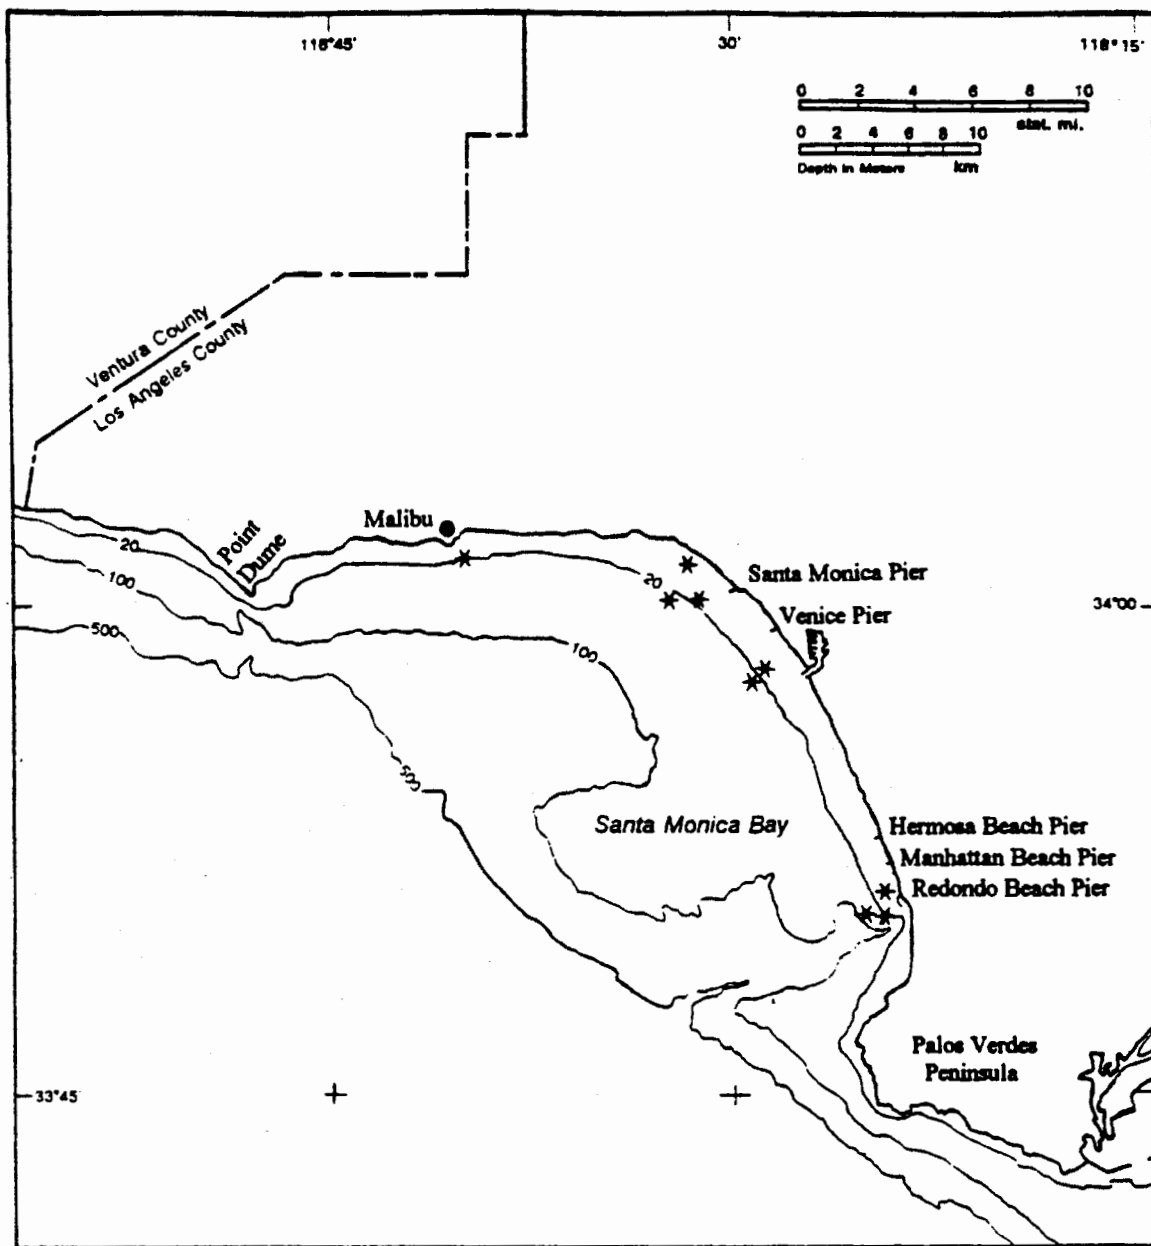 118°45'
30'
118°15'
0 2 4 6 8 10
stat. mi.
0 2 4 6 8 10
Depth in Meters km
Ventura County
Los Angeles County
Point
Dume
Malibu
20
100
500
20
100
500
Santa Monica Pier
Venice Pier
34°00
Santa Monica Bay
Hermosa Beach Pier
Manhattan Beach Pier
Redondo Beach Pier
Palos Verdes
Peninsula
33°45'